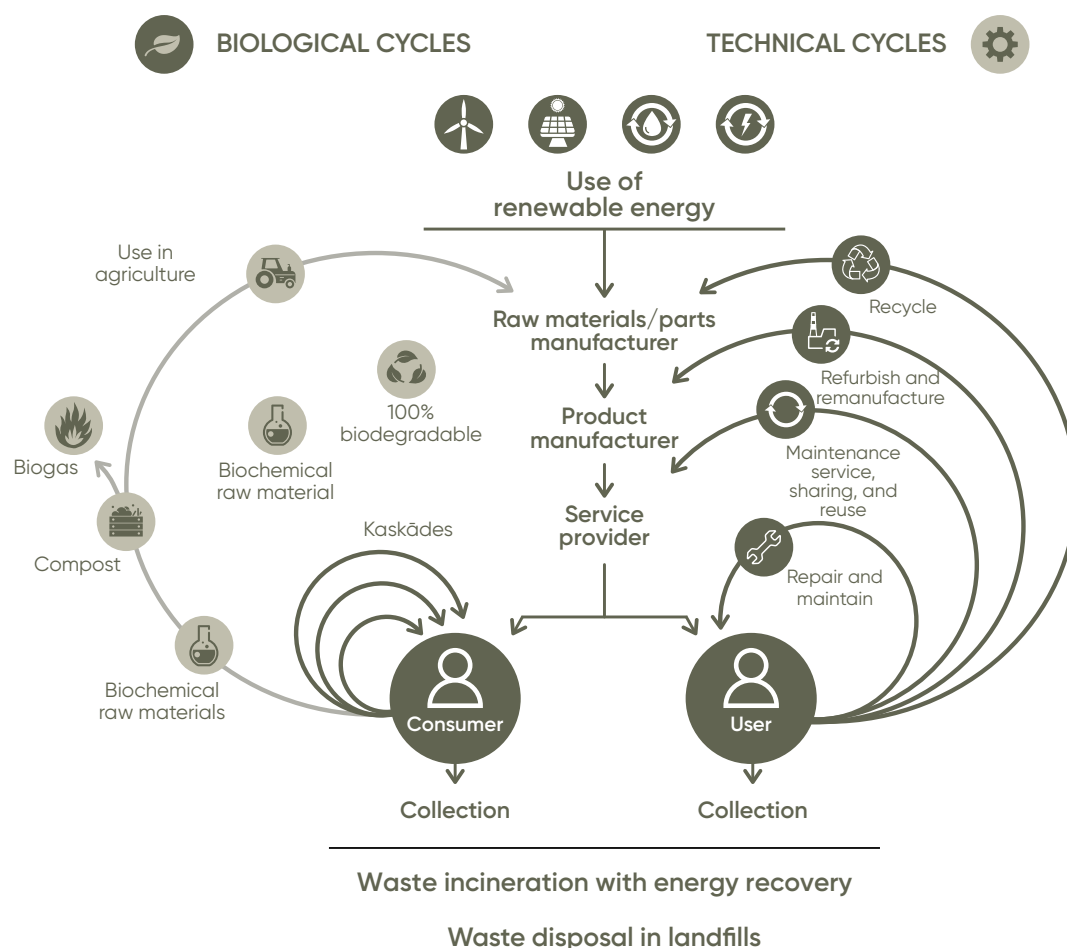 BIOLOGICAL CYCLES
TECHNICAL CYCLES
Use of
renewable energy
Use in
agriculture
Recycle
Raw materials/parts
manufacturer
Refurbish and
remanufacture
100%
biodegradable
Product
manufacturer
Biogas
Biochemical
raw material
Maintenance
service,
sharing, and
reuse
Service
provider
Kaskādes
Compost
Repair and
maintain
Biochemical
raw materials
Consumer
User
Collection
Collection
Waste incineration with energy recovery
Waste disposal in landfills